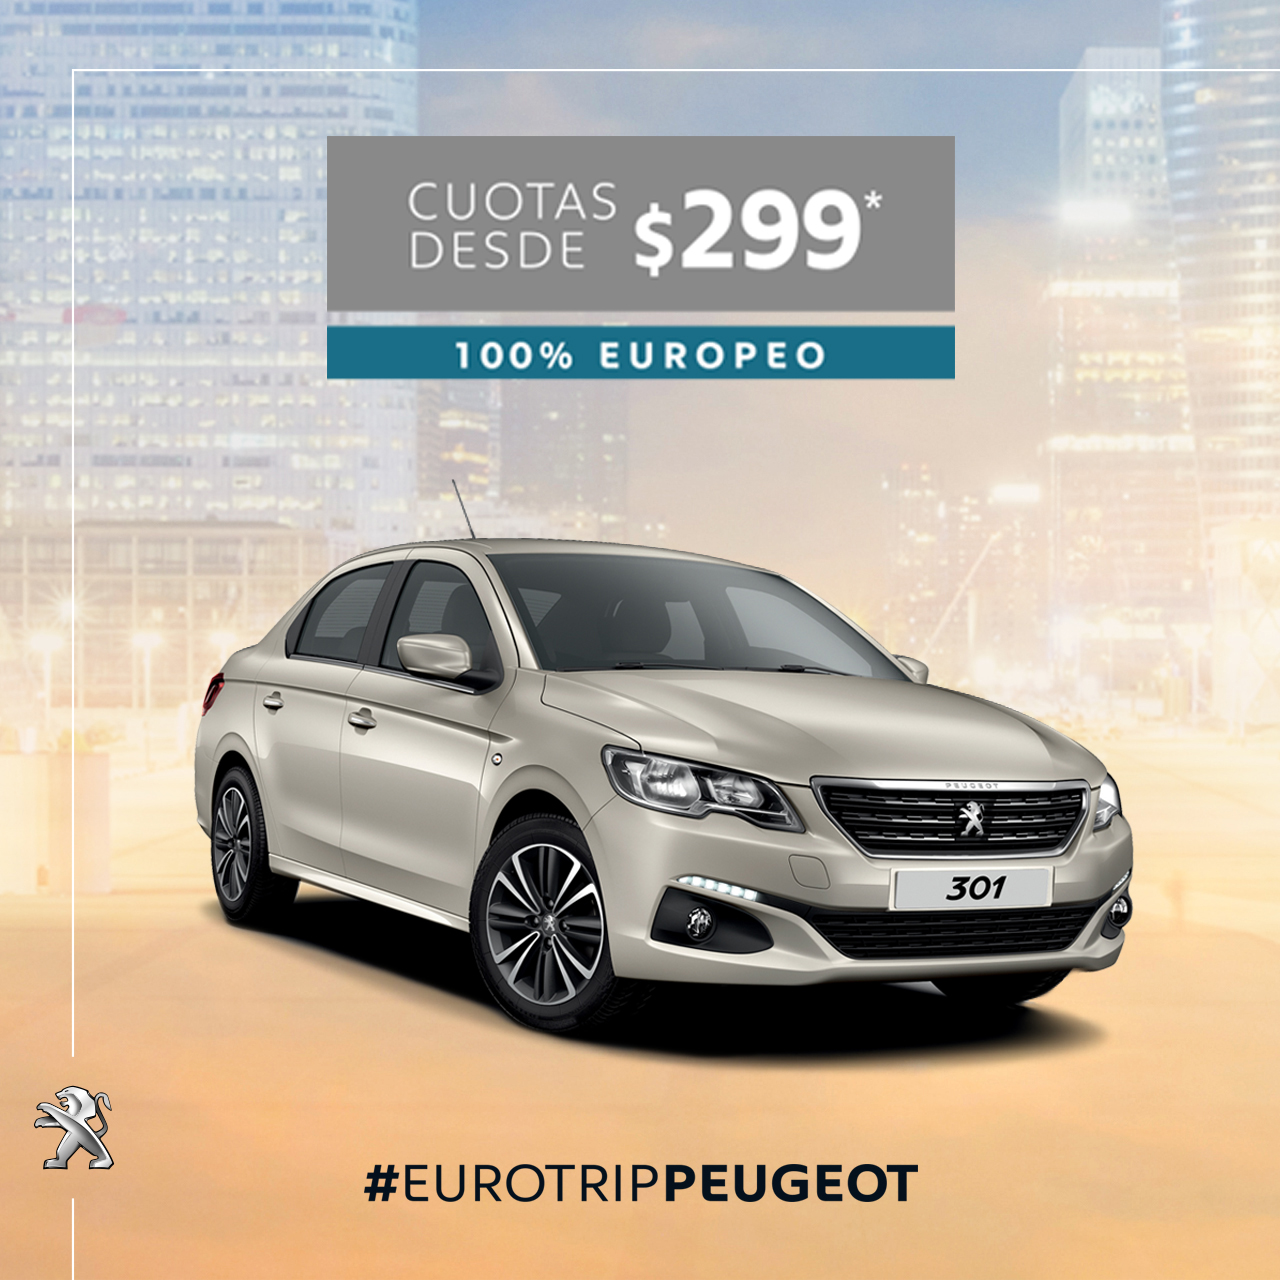 CUOTAS
DESDE
$299*
100% EUROPEO
PEUGEOT
301
#EUROTRIPPEUGEOT